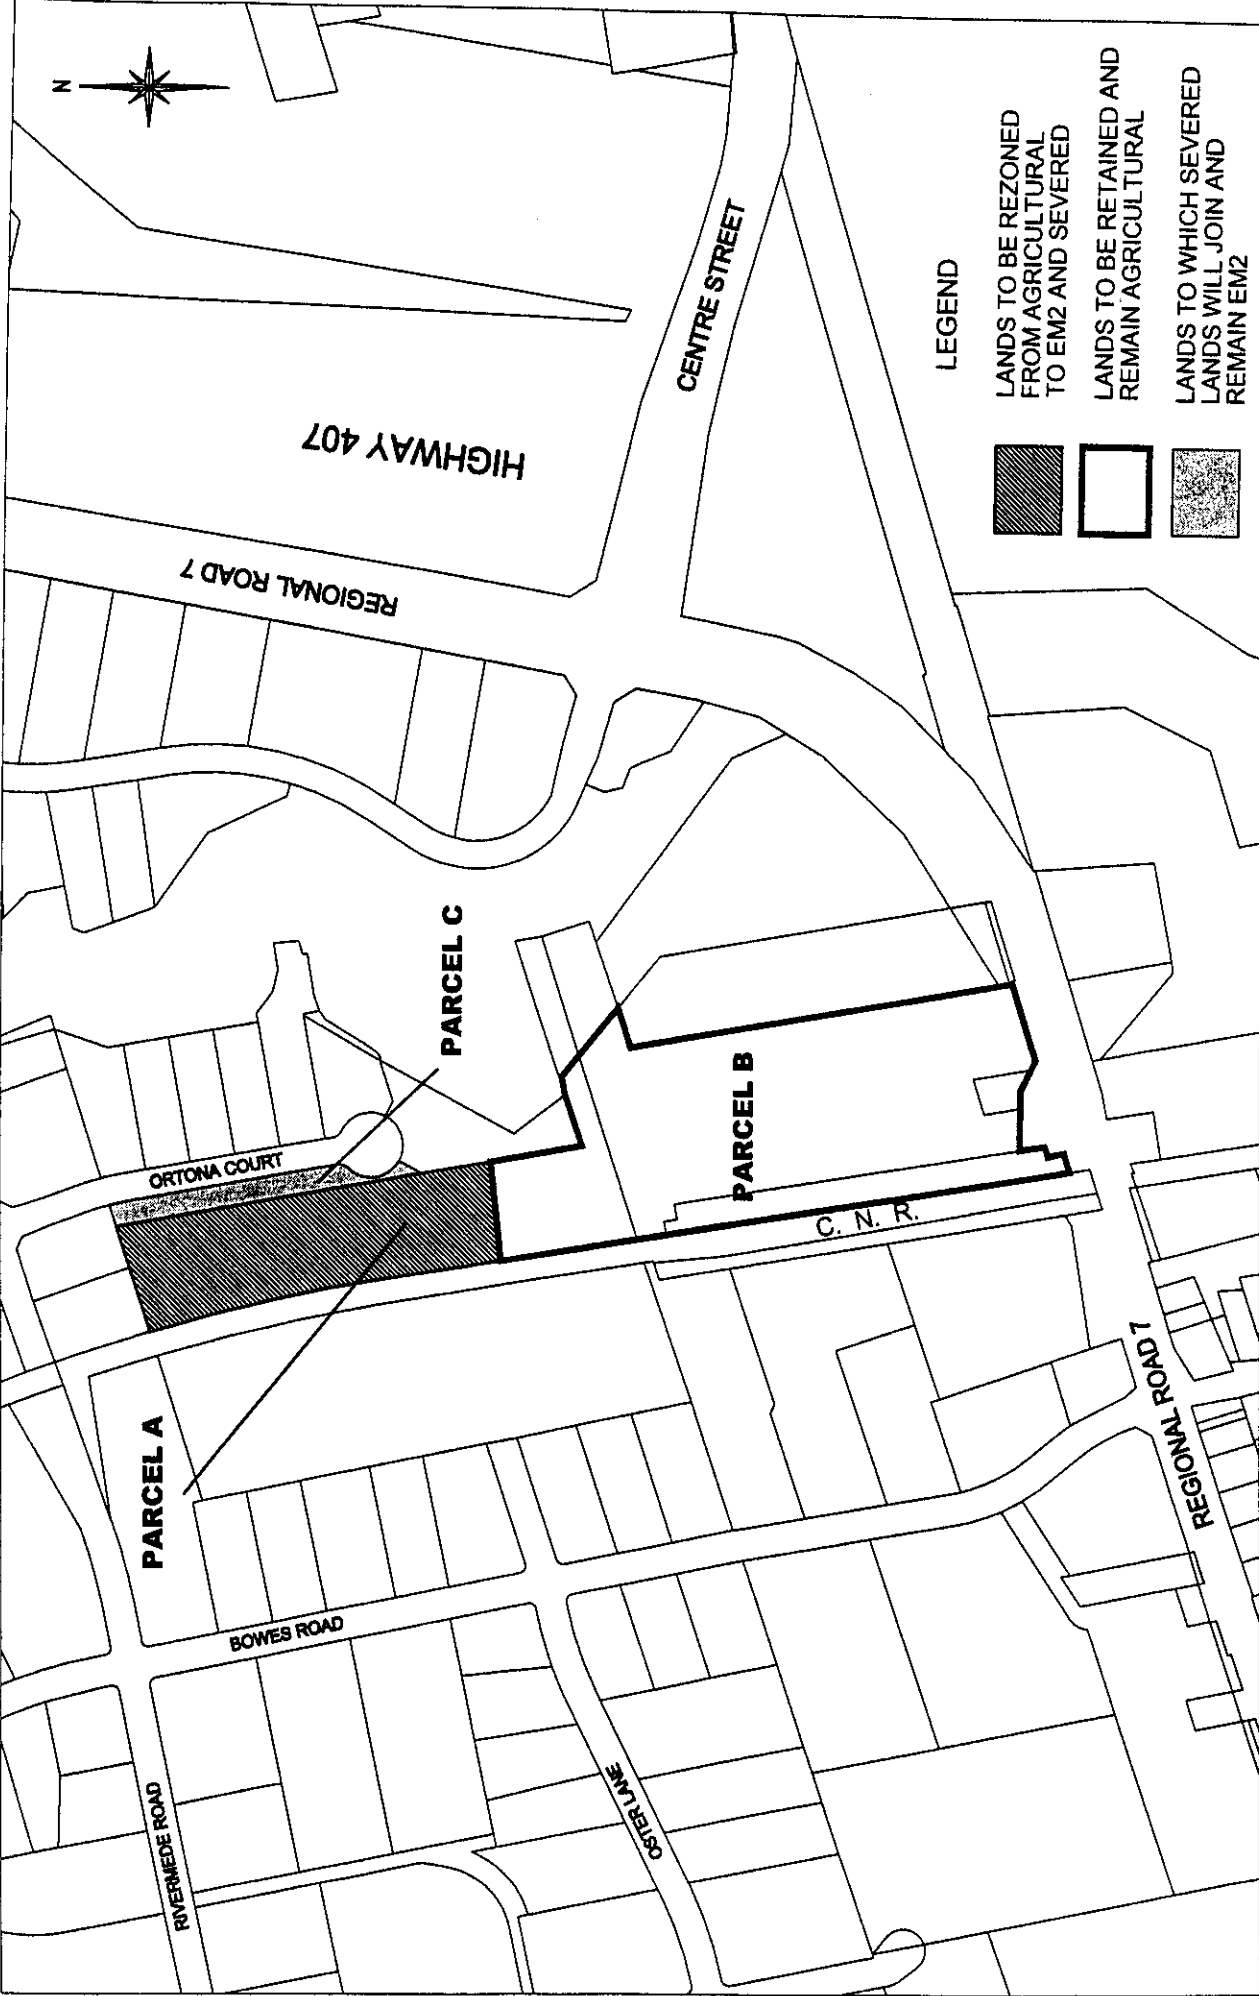 N
HIGHWAY 407
REGIONAL ROAD 7
CENTRE STREET
PARCEL C
ORTONA COURT
PARCEL B
C. N. R.
PARCEL A
BOWES ROAD
RIVERMEDE ROAD
OSTER LANE
REGIONAL ROAD 7
LEGEND
LANDS TO BE REZONED
FROM AGRICULTURAL
TO EM2 AND SEVERED
LANDS TO BE RETAINED AND
REMAIN AGRICULTURAL
LANDS TO WHICH SEVERED
LANDS WILL JOIN AND
REMAIN EM2